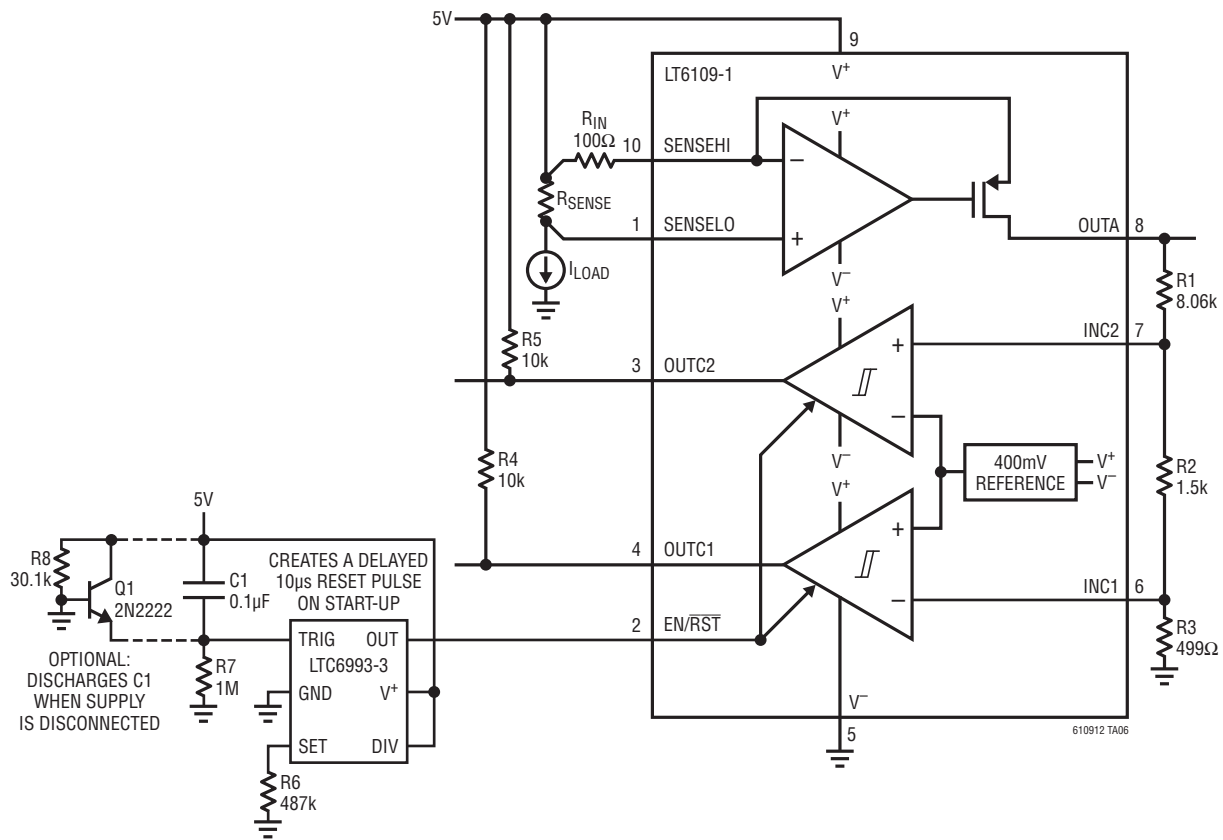 5V
9
V+
LT6109-1
RIN
100Ω
10
SENSEHI
V+
−
RSENSE
1
SENSELO
+
OUTA
8
ILOAD
V−
R1
8.06k
V+
R5
10k
INC2
7
+
3
OUTC2
−
V−
400mV
REFERENCE
V+
V−
R4
10k
R2
1.5k
V+
+
5V
4
OUTC1
R8
30.1k
Q1
2N2222
C1
0.1µF
CREATES A DELAYED
10µs RESET PULSE
ON START-UP
−
INC1
6
2
EN/RST
R3
499Ω
TRIG
OUT
LTC6993-3
OPTIONAL:
DISCHARGES C1
WHEN SUPPLY
IS DISCONNECTED
R7
1M
GND
V+
V−
SET
DIV
5
610912 TA06
R6
487k